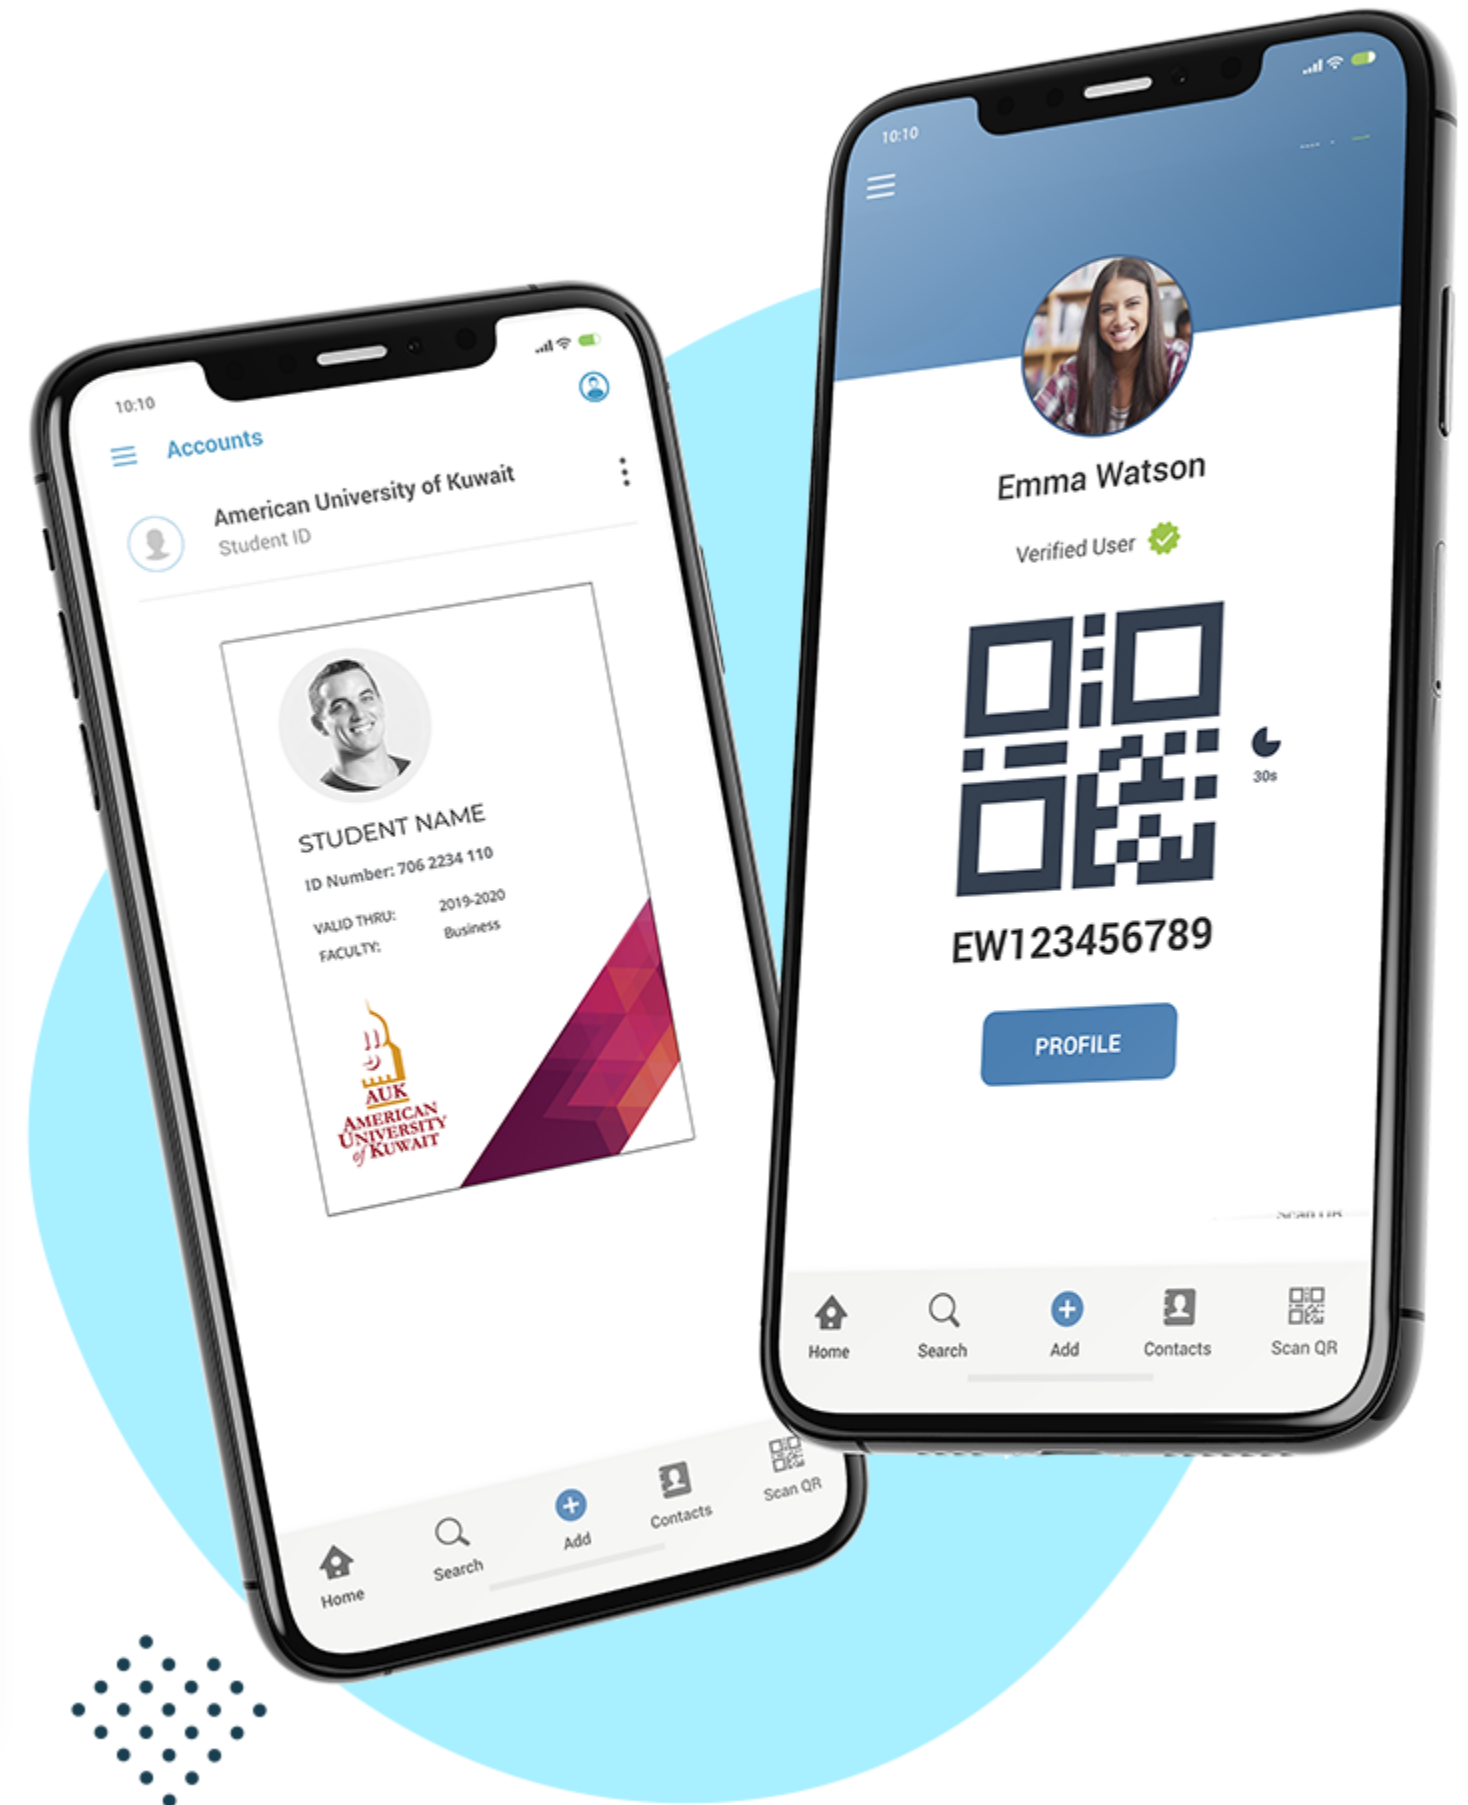 10:10
Accounts
American University of Kuwait
Student ID
STUDENT NAME
ID Number: 706 2234 110
VALID THRU: 2019-2020
FACULTY: Business
AUK
AMERICAN
UNIVERSITY
of KUWAIT
Home
Search
Add
Contacts
Scan QR
10:10
Emma Watson
Verified User
30s
EW123456789
PROFILE
Scan QR
Home
Search
Add
Contacts
Scan QR